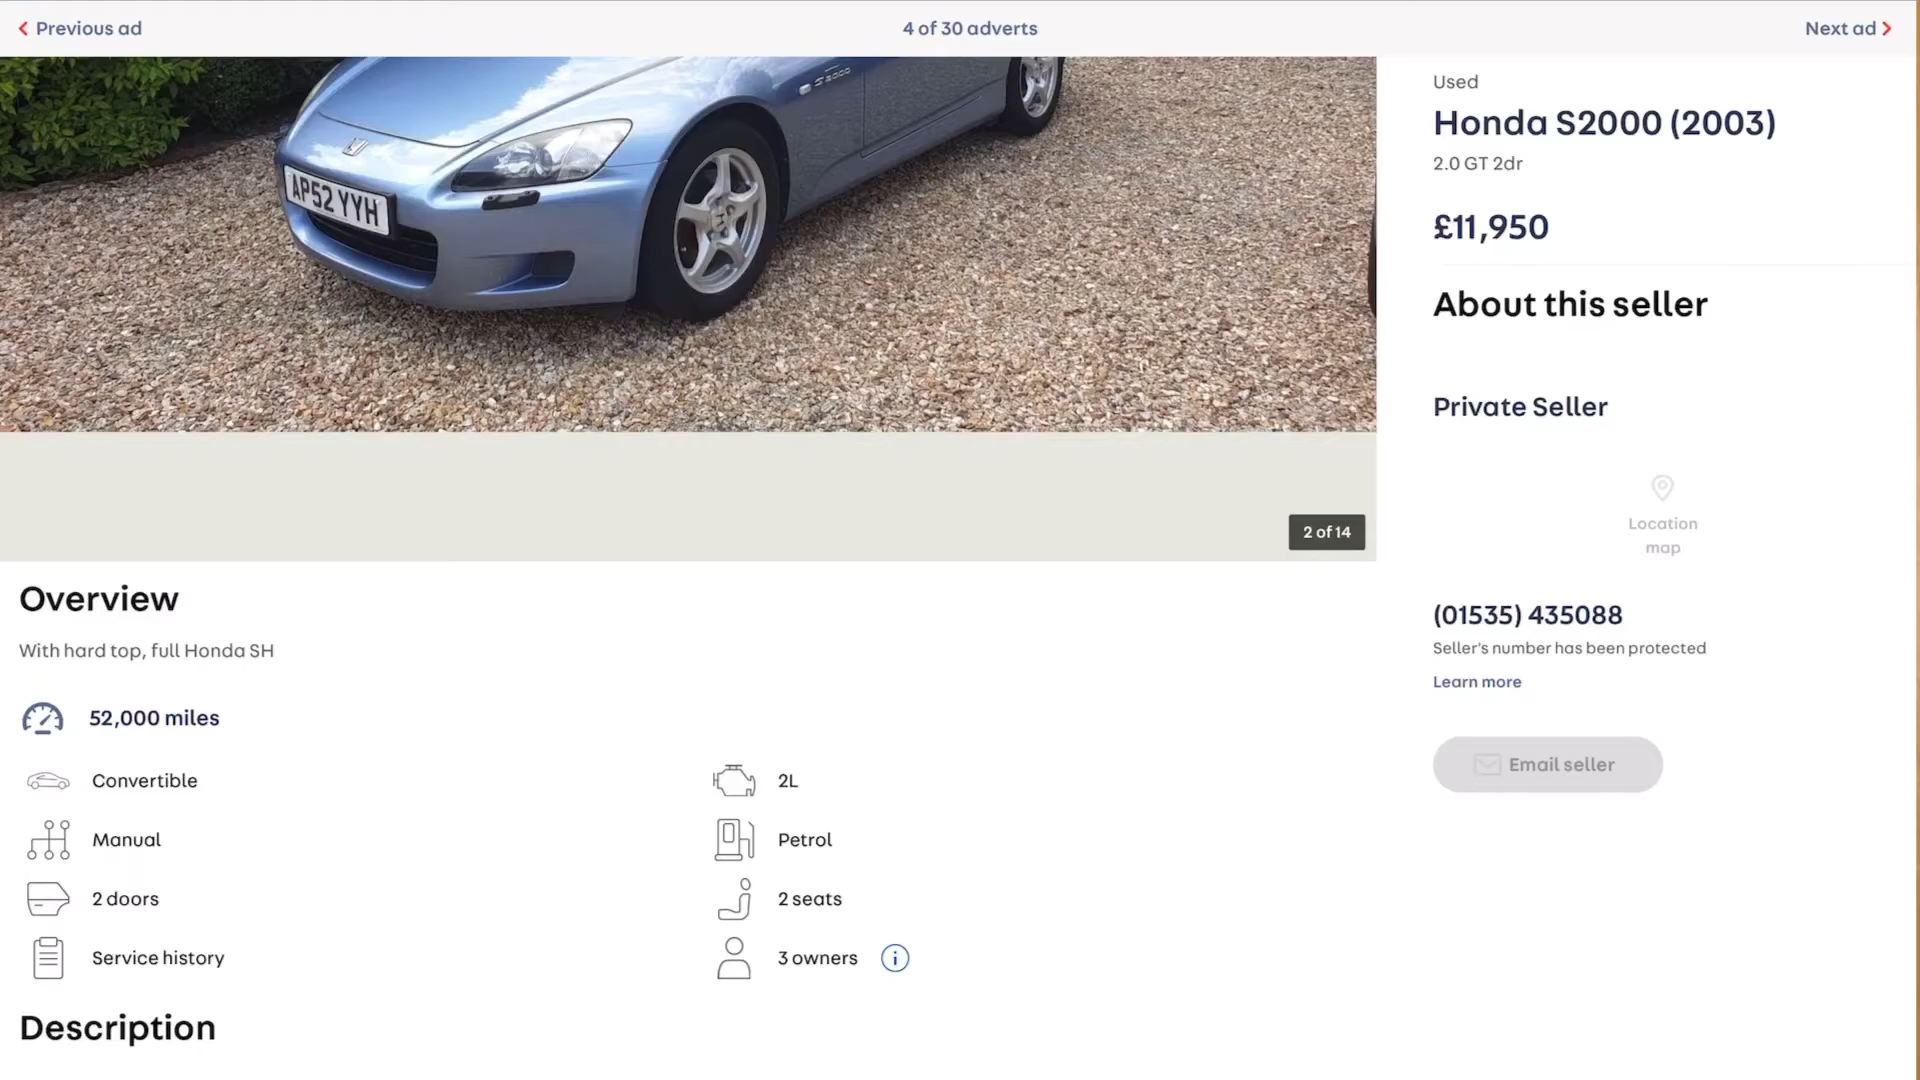 Previous ad
4 of 30 adverts
Next ad
S2000
AP52 YYH
2 of 14
Used
Honda S2000 (2003)
2.0 GT 2dr
£11,950
About this seller
Private Seller
Location
map
(01535) 435088
Seller's number has been protected
Learn more
Email seller
Overview
With hard top, full Honda SH
52,000 miles
Convertible
2L
Manual
Petrol
2 doors
2 seats
Service history
3 owners
i
Description